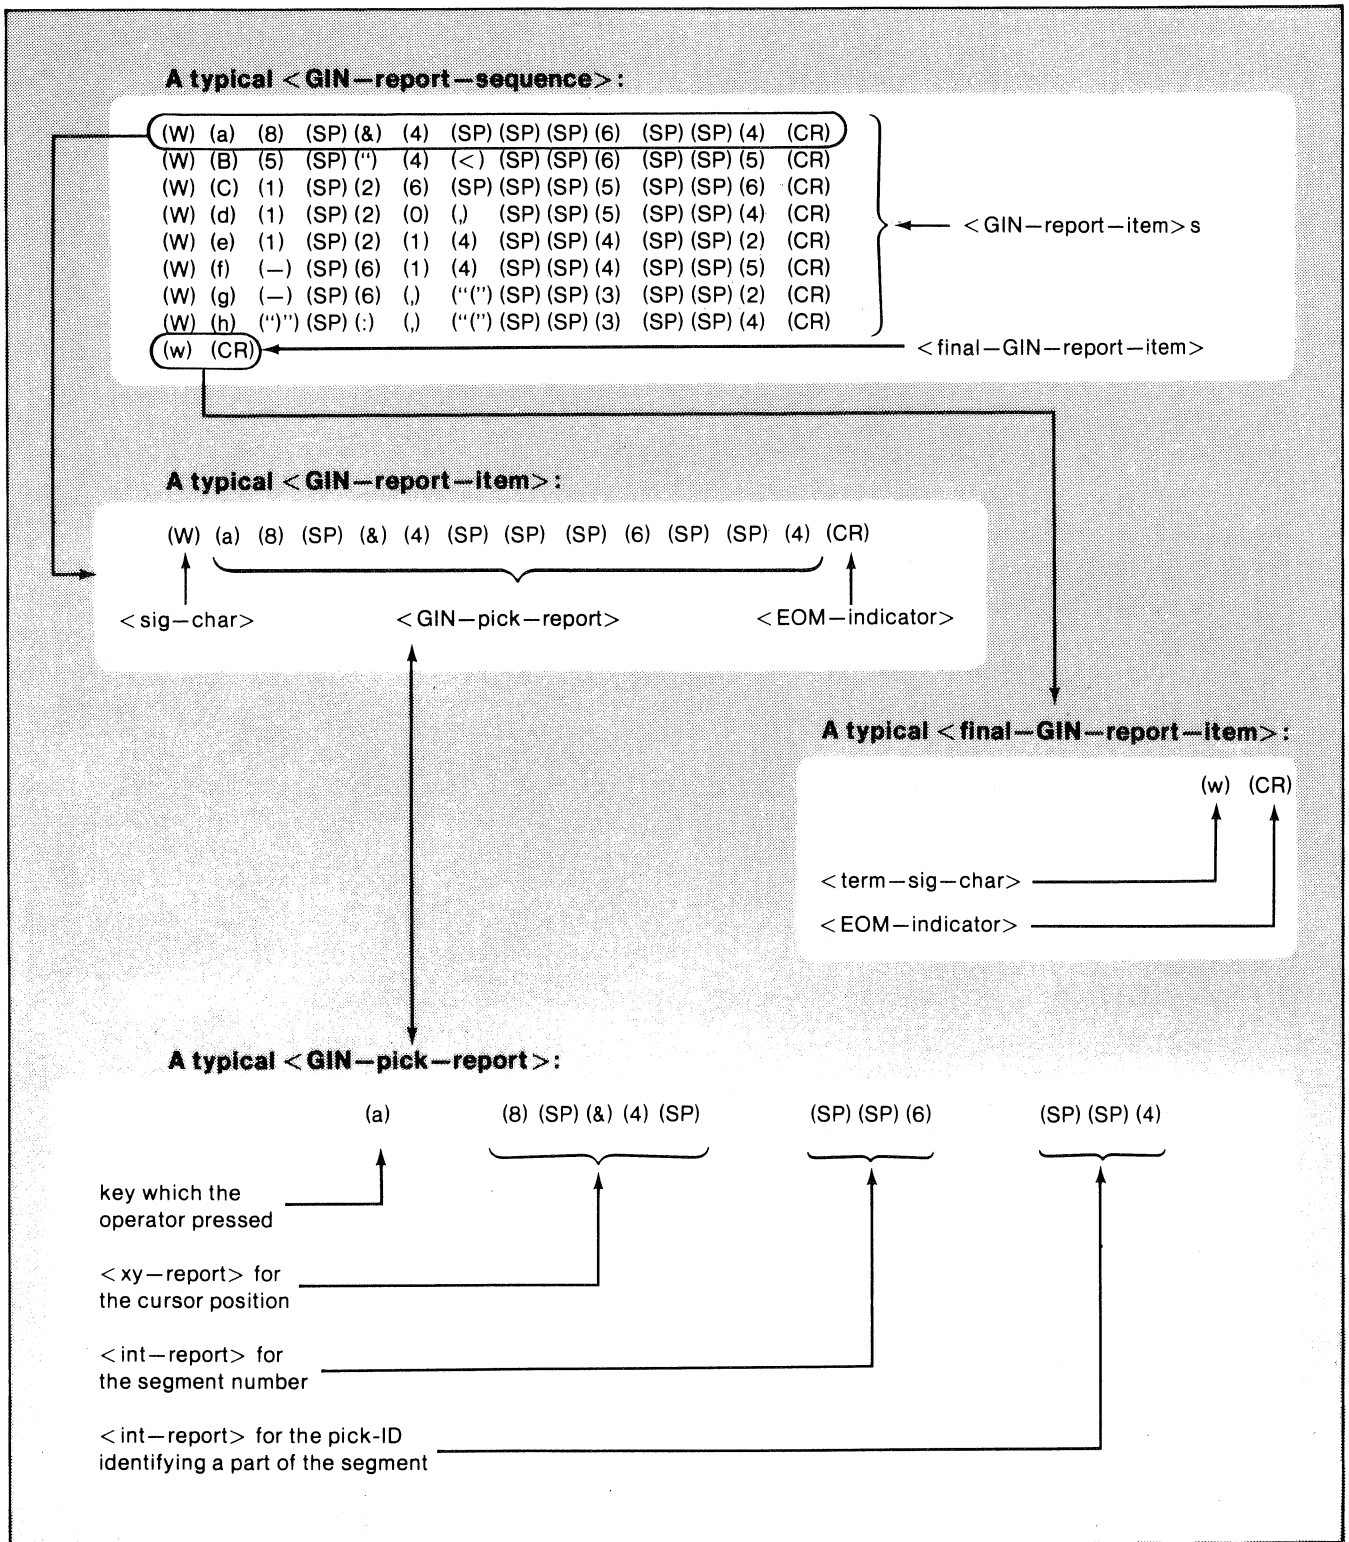 A typical <GIN—report—sequence>:
(W) (a) (8) (SP) (&) (4) (SP) (SP) (SP) (6) (SP) (SP) (4) (CR)
(W) (B) (5) (SP) (") (4) (<) (SP) (SP) (6) (SP) (SP) (5) (CR)
(W) (C) (1) (SP) (2) (6) (SP) (SP) (SP) (5) (SP) (SP) (6) (CR)
(W) (d) (1) (SP) (2) (0) (,) (SP) (SP) (5) (SP) (SP) (4) (CR)
(W) (e) (1) (SP) (2) (1) (4) (SP) (SP) (4) (SP) (SP) (2) (CR)
(W) (f) (—) (SP) (6) (1) (4) (SP) (SP) (4) (SP) (SP) (5) (CR)
(W) (g) (—) (SP) (6) (,) ("(") (SP) (SP) (3) (SP) (SP) (2) (CR)
(W) (h) (")") (SP) (:) (,) ("(") (SP) (SP) (3) (SP) (SP) (4) (CR)
<GIN—report—item>s
(w) (CR)
<final—GIN—report—item>
A typical <GIN—report—item>:
(W) (a) (8) (SP) (&) (4) (SP) (SP) (SP) (6) (SP) (SP) (4) (CR)
<sig—char> <GIN—pick—report> <EOM—indicator>
A typical <final—GIN—report—item>:
(w) (CR)
<term—sig—char>
<EOM—indicator>
A typical <GIN—pick—report>:
(a) (8) (SP) (&) (4) (SP) (SP) (SP) (6) (SP) (SP) (4)
key which the
operator pressed
<xy—report> for
the cursor position
<int—report> for
the segment number
<int—report> for the pick-ID
identifying a part of the segment